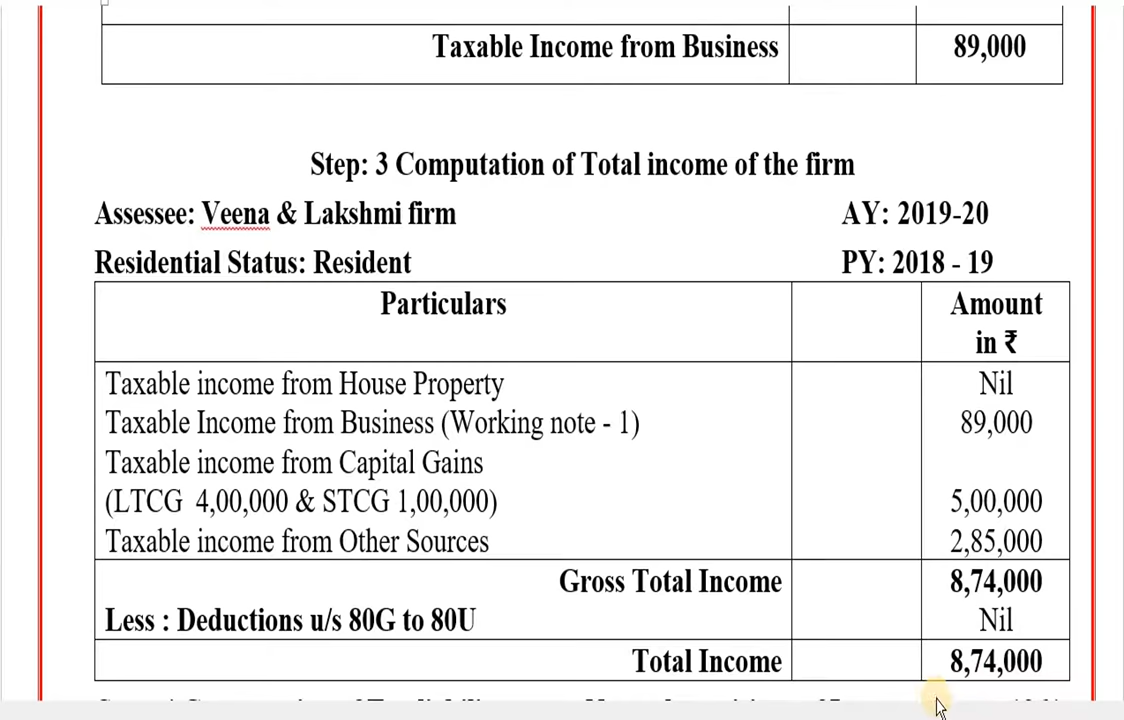 Taxable Income from Business 89,000
Step: 3 Computation of Total income of the firm
Assessee: Veena & Lakshmi firm AY: 2019-20
Residential Status: Resident PY: 2018 - 19
Particulars Amount
in ₹
Taxable income from House Property Nil
Taxable Income from Business (Working note - 1) 89,000
Taxable income from Capital Gains
(LTCG 4,00,000 & STCG 1,00,000) 5,00,000
Taxable income from Other Sources 2,85,000
Gross Total Income 8,74,000
Less : Deductions u/s 80G to 80U Nil
Total Income 8,74,000